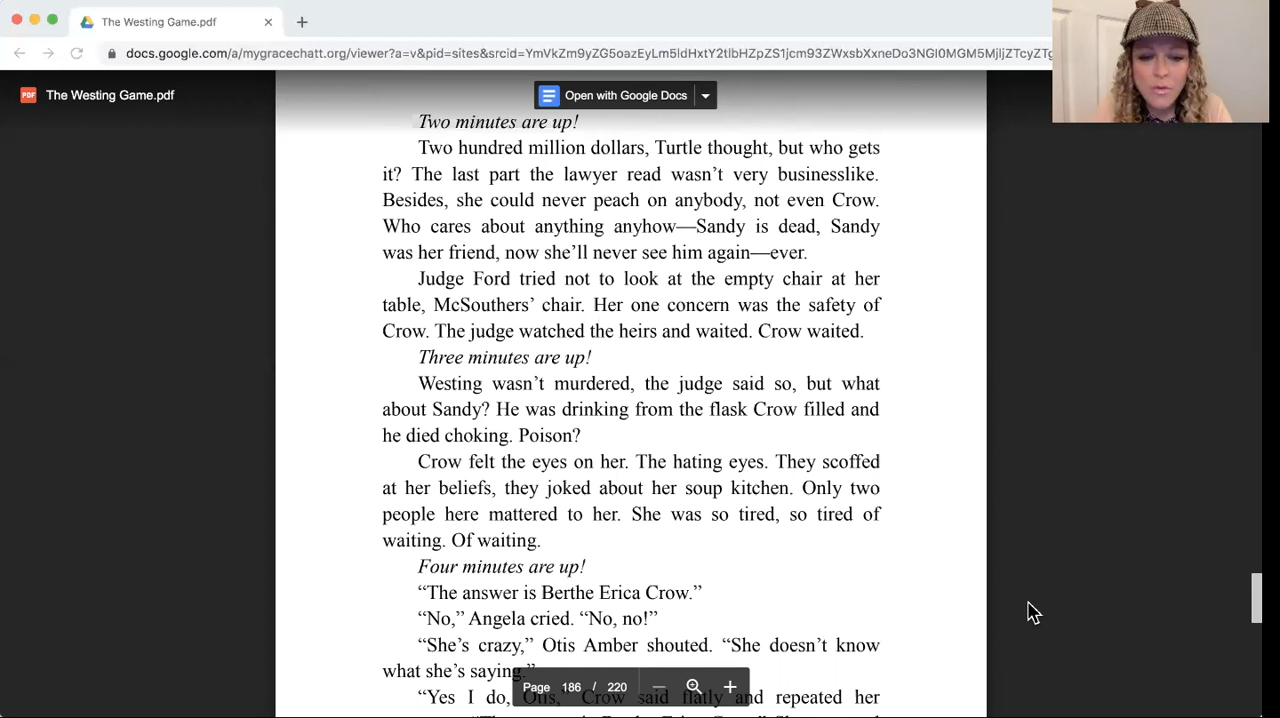 The Westing Game.pdf
docs.google.com/a/mygracechatt.org/viewer?a=v&pid=sites&srcid=
The Westing Game.pdf
Open with Google Docs
Two minutes are up!
Two hundred million dollars, Turtle thought, but who gets
it? The last part the lawyer read wasn’t very businesslike.
Besides, she could never peach on anybody, not even Crow.
Who cares about anything anyhow—Sandy is dead, Sandy
was her friend, now she’ll never see him again—ever.
Judge Ford tried not to look at the empty chair at her
table, McSouthers’ chair. Her one concern was the safety of
Crow. The judge watched the heirs and waited. Crow waited.
Three minutes are up!
Westing wasn’t murdered, the judge said so, but what
about Sandy? He was drinking from the flask Crow filled and
he died choking. Poison?
Crow felt the eyes on her. The hating eyes. They scoffed
at her beliefs, they joked about her soup kitchen. Only two
people here mattered to her. She was so tired, so tired of
waiting. Of waiting.
Four minutes are up!
“The answer is Berthe Erica Crow.”
“No,” Angela cried. “No, no!”
“She’s crazy,” Otis Amber shouted. “She doesn’t know
what she’s saying.”
“Yes I do, Otis,” Crow said flatly and repeated her
Page 186 / 220